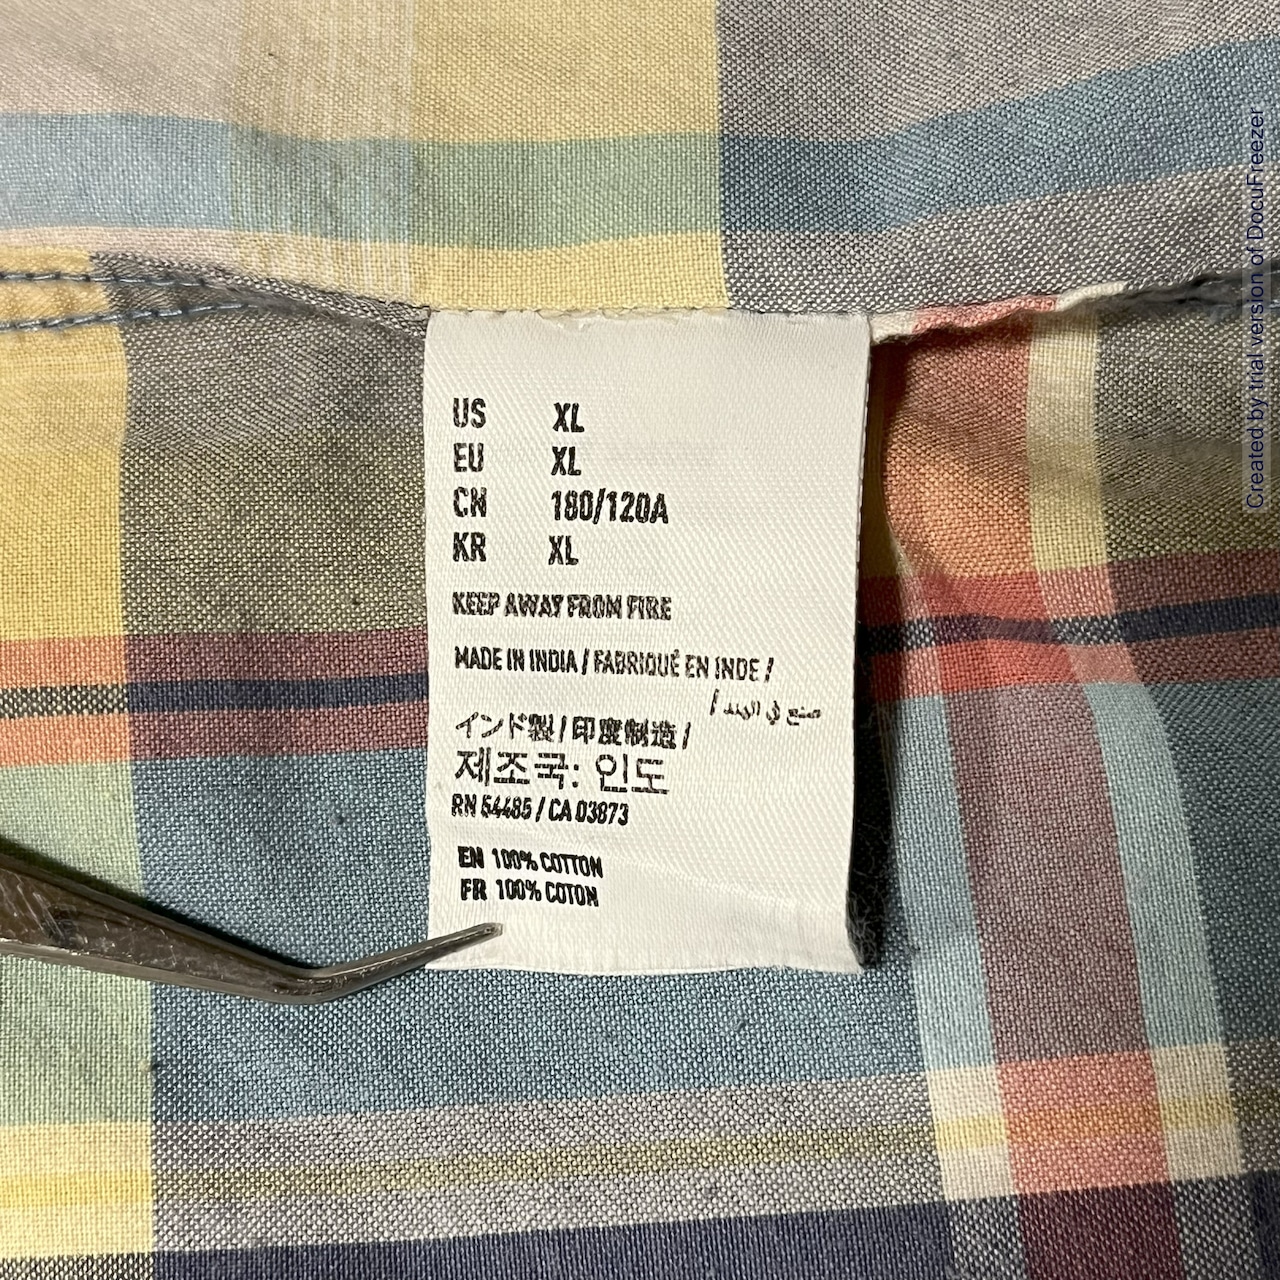 US XL
EU XL
CN 180/120A
KR XL
KEEP AWAY FROM FIRE
MADE IN INDIA / FABRIQUÉ EN INDE /
صنع في الهند /
インド製 / 印度制造 /
제조국: 인도
RN 54485 / CA 03873
EN 100% COTTON
FR 100% COTON
Created by trial version of DocuFreezer